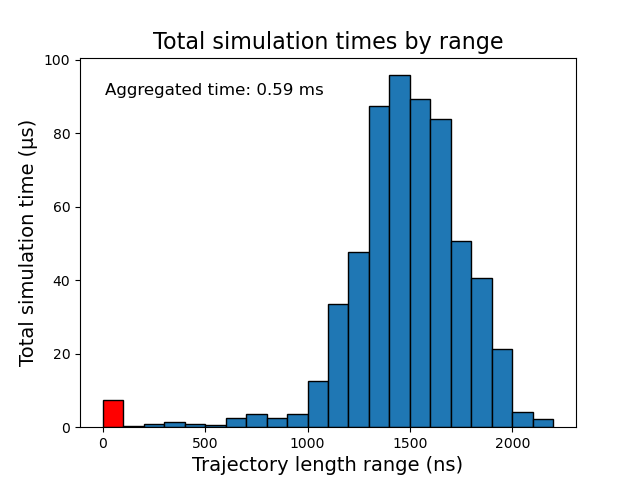 Total simulation times by range
Aggregated time: 0.59 ms
Total simulation time (µs)
100
80
60
40
20
0
0 500 1000 1500 2000
Trajectory length range (ns)